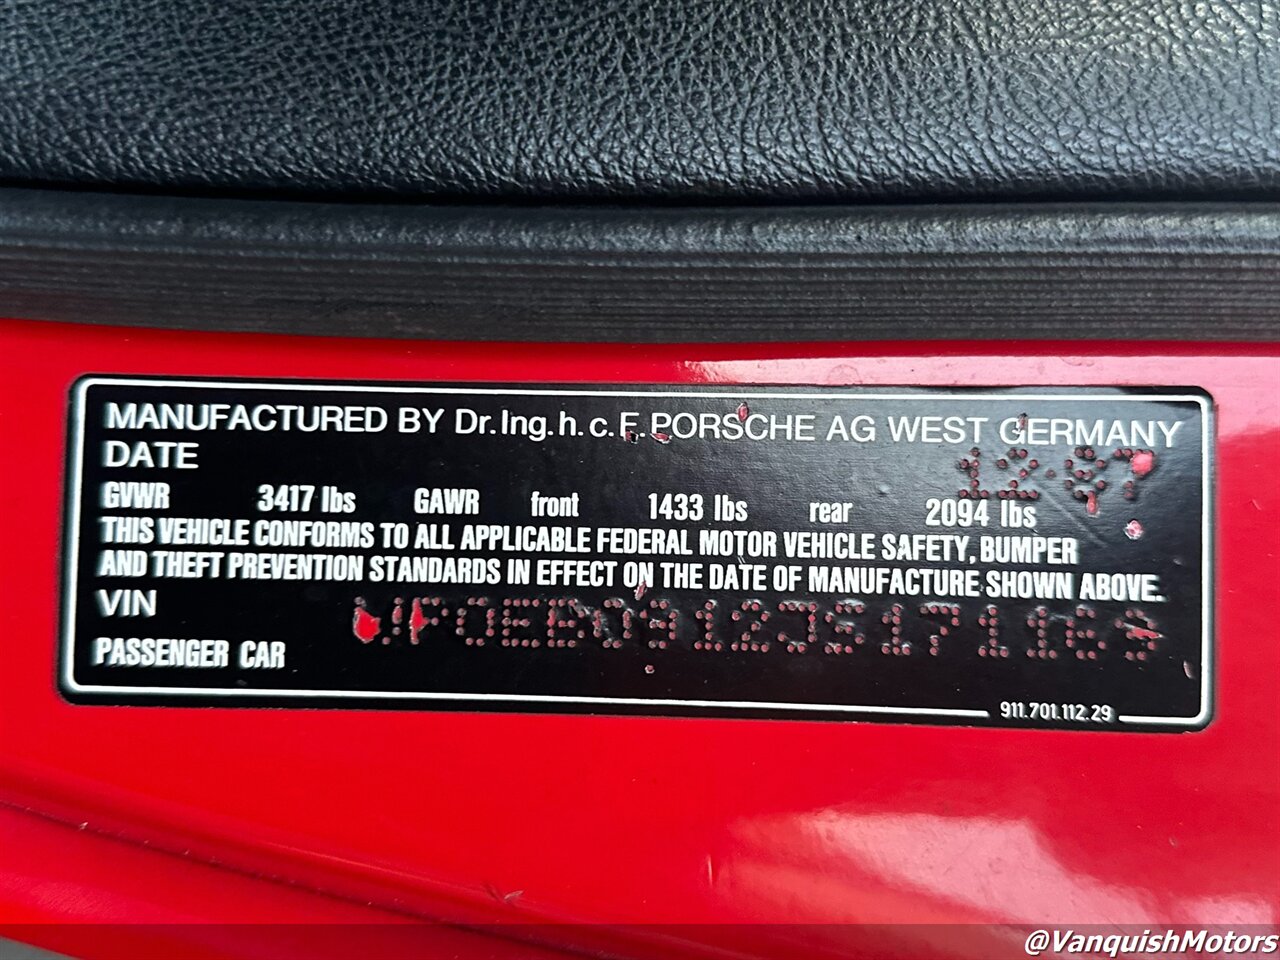 MANUFACTURED BY Dr.Ing.h.c.F. PORSCHE AG WEST GERMANY
DATE 12-87
GVWR 3417 lbs GAWR front 1433 lbs rear 2094 lbs
THIS VEHICLE CONFORMS TO ALL APPLICABLE FEDERAL MOTOR VEHICLE SAFETY, BUMPER
AND THEFT PREVENTION STANDARDS IN EFFECT ON THE DATE OF MANUFACTURE SHOWN ABOVE.
VIN WP0EB0912JS171169
PASSENGER CAR
911.701.112.29
@VanquishMotors